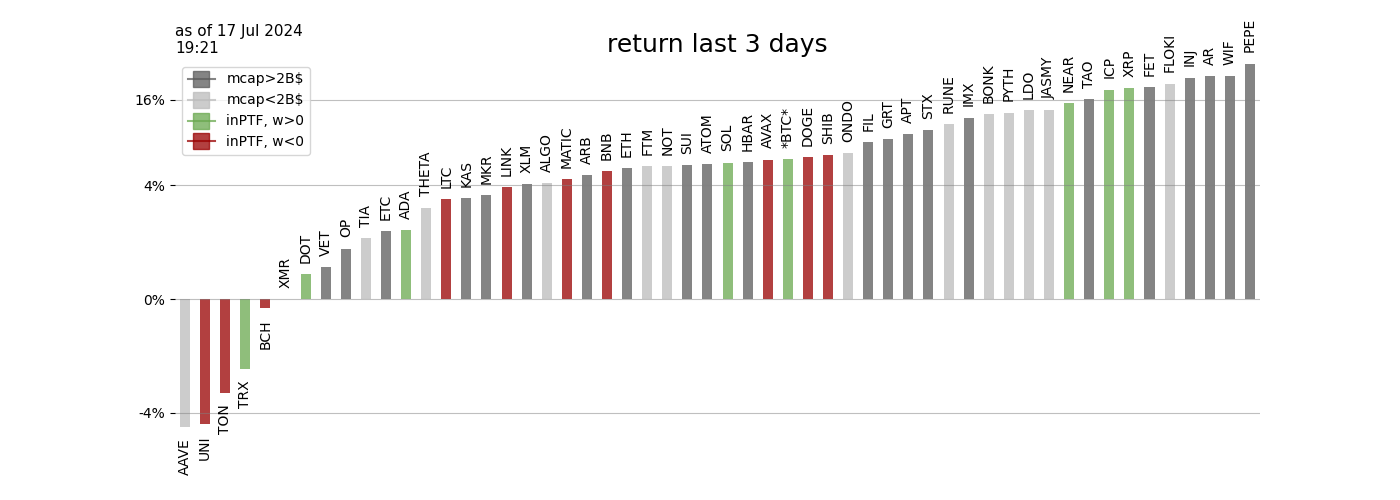 as of 17 Jul 2024
19:21
return last 3 days
mcap>2B$
mcap<2B$
inPTF, w>0
inPTF, w<0
16%
4%
0%
-4%
AAVE
UNI
TON
TRX
BCH
XMR
DOT
VET
OP
TIA
ETC
ADA
THETA
LTC
KAS
MKR
LINK
XLM
ALGO
MATIC
ARB
BNB
ETH
FTM
NOT
SUI
ATOM
SOL
HBAR
AVAX
*BTC*
DOGE
SHIB
ONDO
FIL
GRT
APT
STX
RUNE
IMX
BONK
PYTH
LDO
JASMY
NEAR
TAO
ICP
XRP
FET
FLOKI
INJ
AR
WIF
PEPE